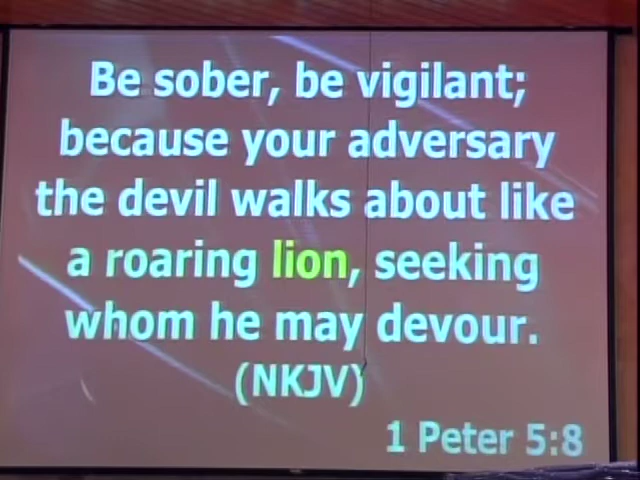 Be sober, be vigilant;
because your adversary
the devil walks about like
a roaring lion, seeking
whom he may devour.
(NKJV)
1 Peter 5:8